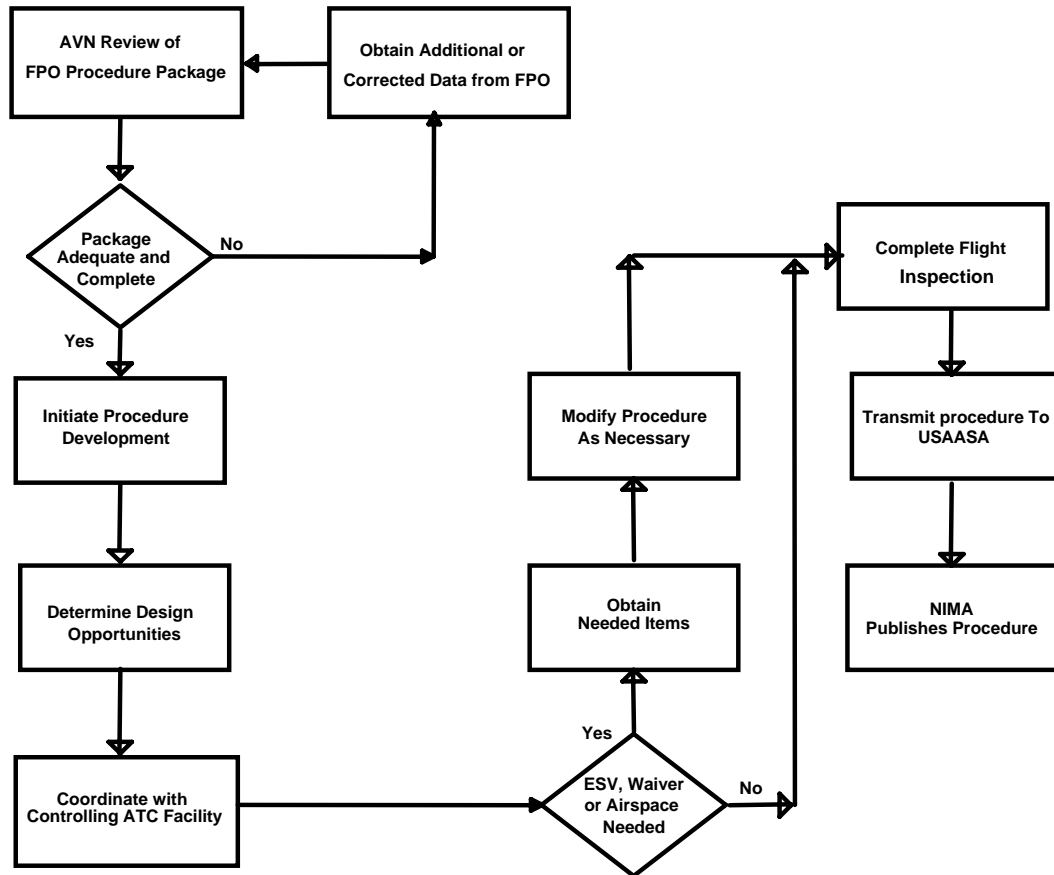 AVN Review of
FPO Procedure Package
Obtain Additional or
Corrected Data from FPO
Package
Adequate and
Complete
No
Yes
Initiate Procedure
Development
Determine Design
Opportunities
Coordinate with
Controlling ATC Facility
ESV, Waiver
or Airspace
Needed
Yes
No
Obtain
Needed Items
Modify Procedure
As Necessary
Complete Flight
Inspection
Transmit procedure To
USAASA
NIMA
Publishes Procedure